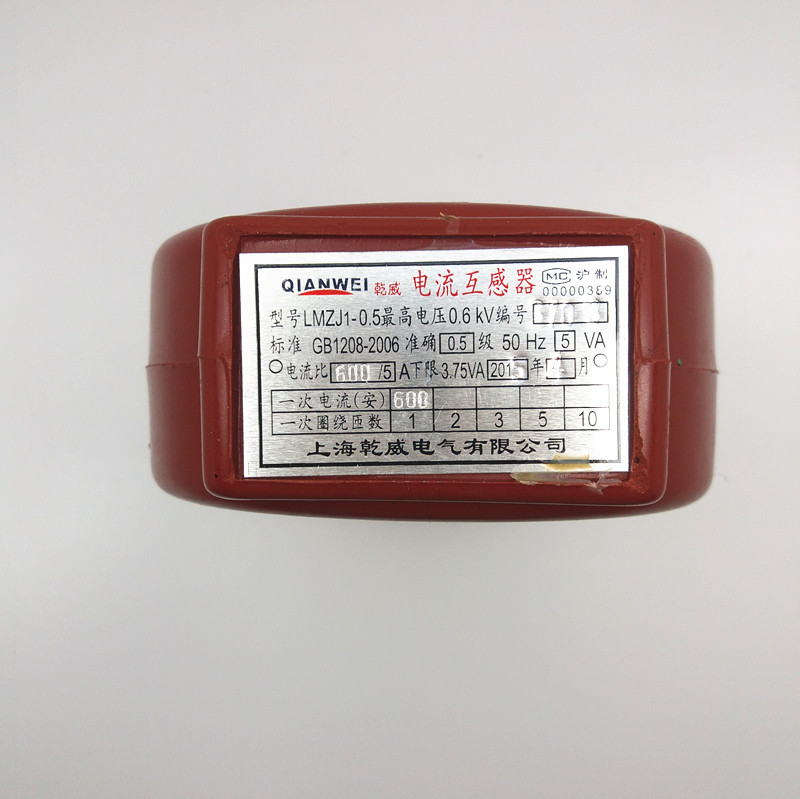 QIANWEI 乾威 电流互感器 MC 沪制
00000389
型号LMZJ1-0.5最高电压0.6 kV编号
标准 GB1208-2006 准确 0.5 级 50 Hz 5 VA
电流比 600 /5 A下限3.75VA 2015 年 月
一次电流(安) 600
一次圈绕匝数 1 2 3 5 10
上海乾威电气有限公司